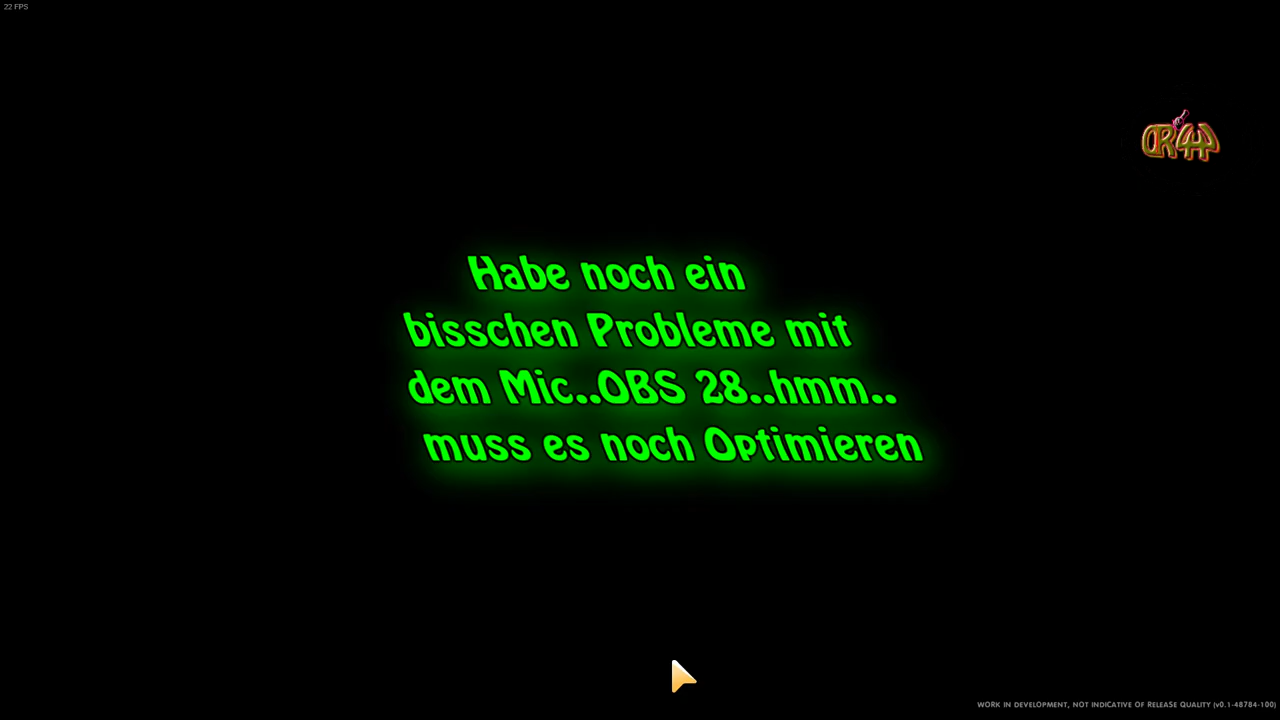 22 FPS
Habe noch ein
bisschen Probleme mit
dem Mic..OBS 28..hmm..
muss es noch Optimieren
WORK IN DEVELOPMENT, NOT INDICATIVE OF RELEASE QUALITY (v0.1-48784-100)